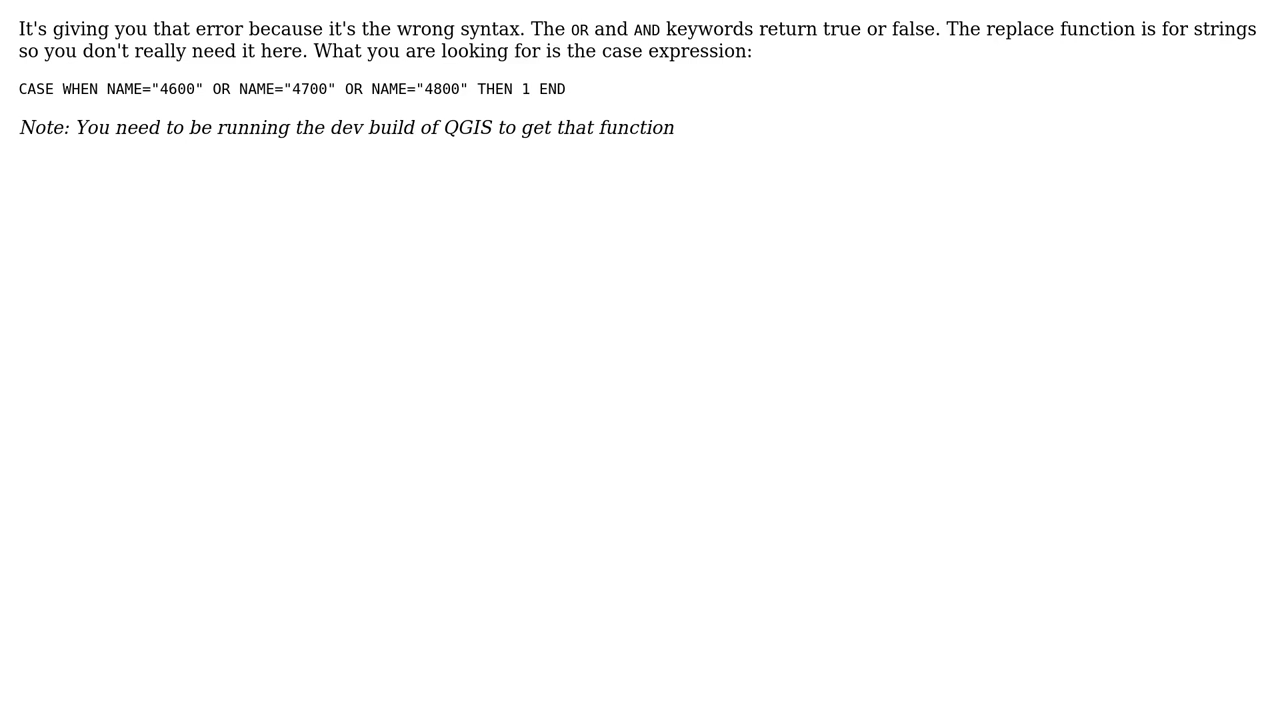 It's giving you that error because it's the wrong syntax. The OR and AND keywords return true or false. The replace function is for strings
so you don't really need it here. What you are looking for is the case expression:
CASE WHEN NAME="4600" OR NAME="4700" OR NAME="4800" THEN 1 END
Note: You need to be running the dev build of QGIS to get that function